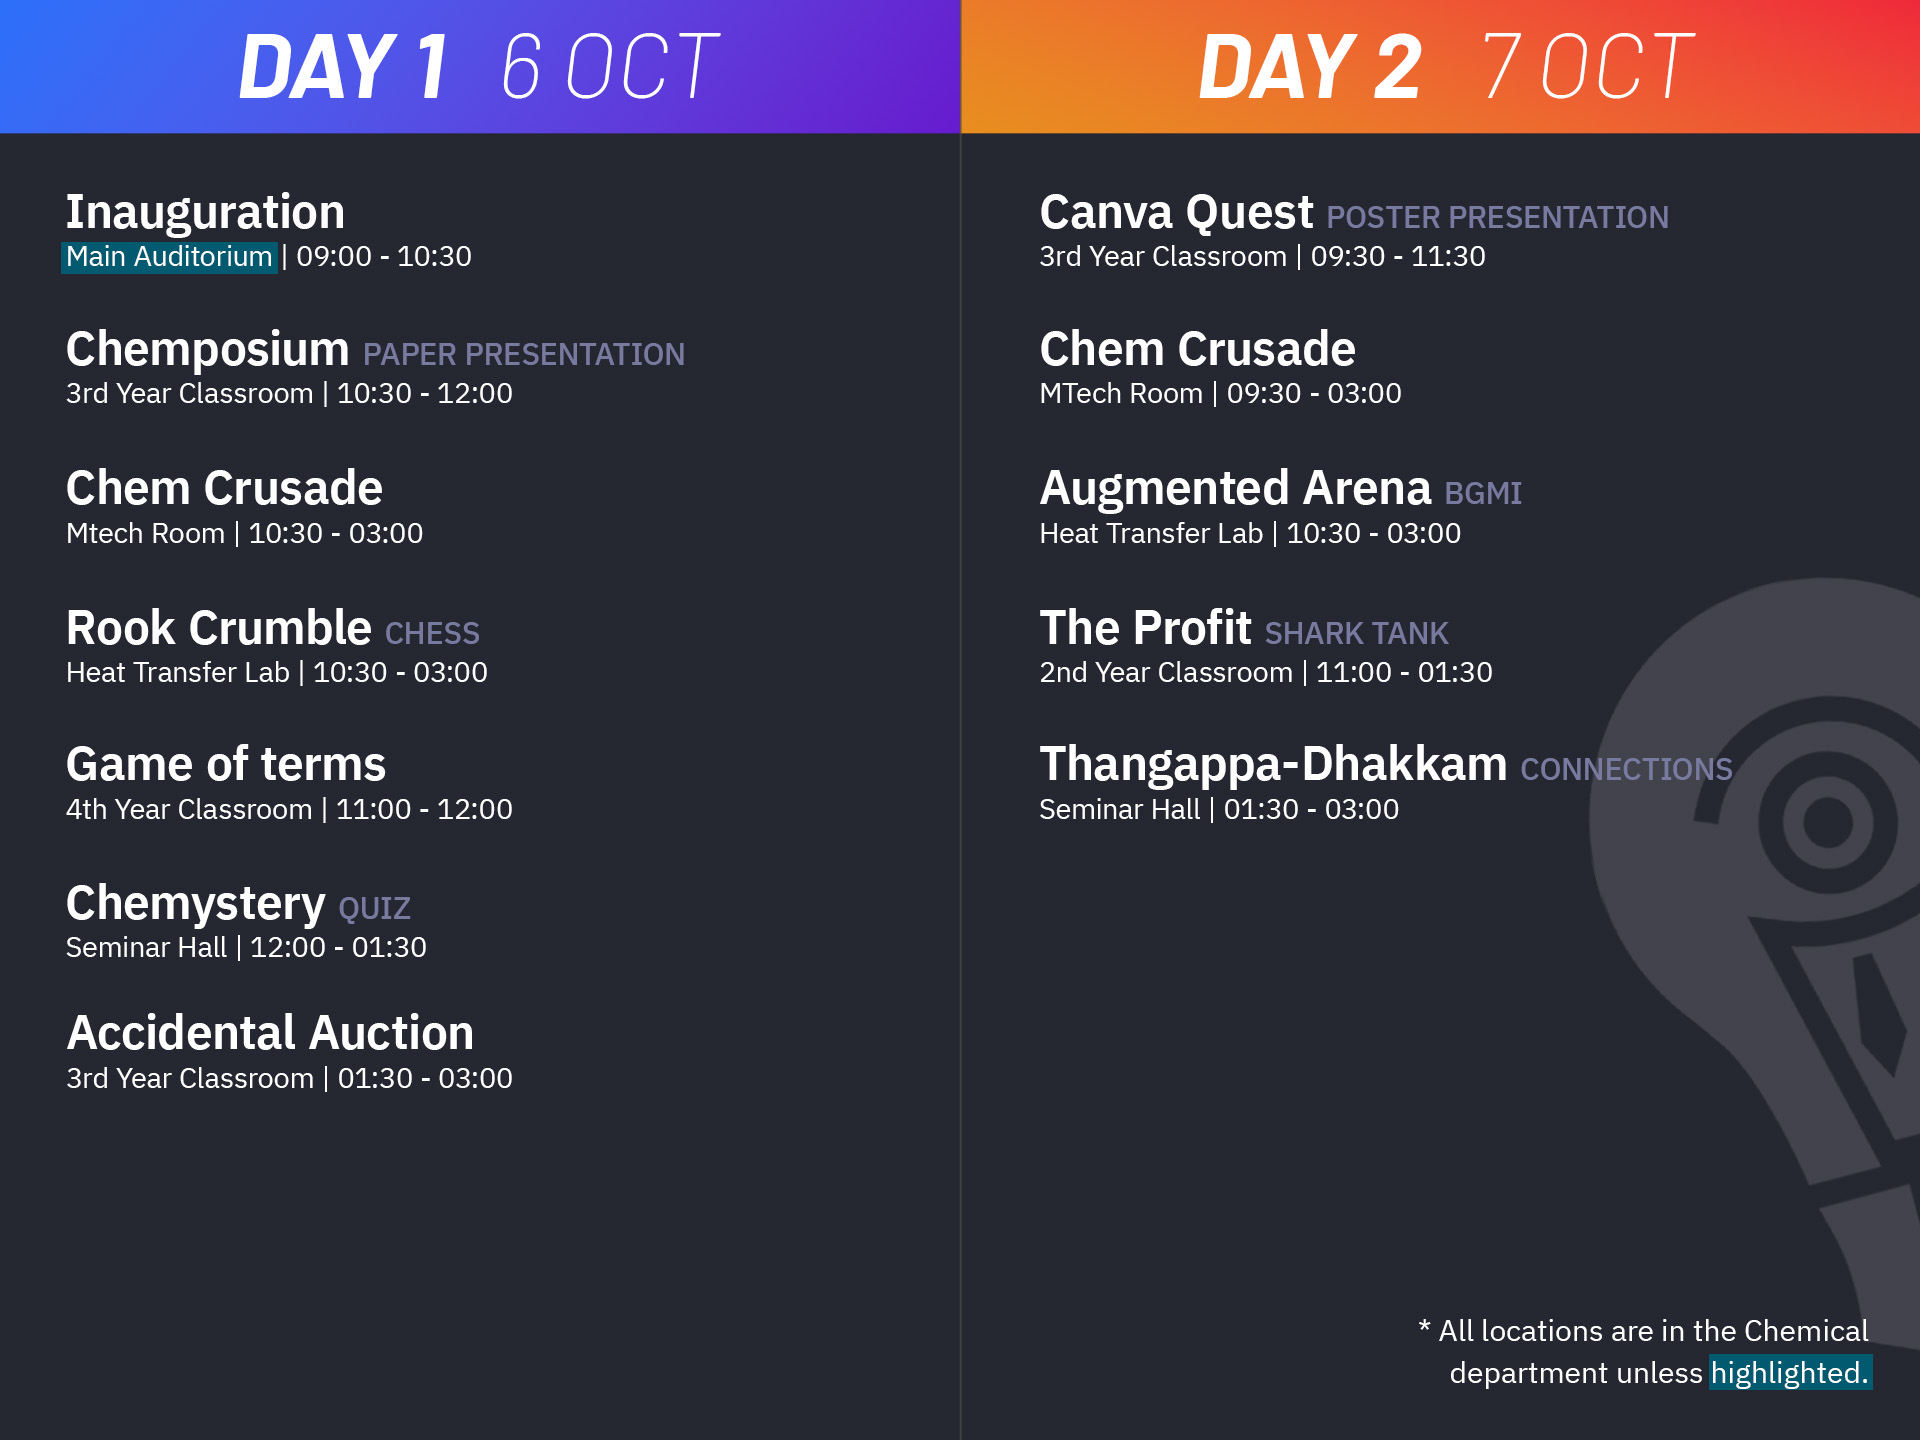 DAY 1 6 OCT
Inauguration
Main Auditorium | 09:00 - 10:30
Chemposium PAPER PRESENTATION
3rd Year Classroom | 10:30 - 12:00
Chem Crusade
Mtech Room | 10:30 - 03:00
Rook Crumble CHESS
Heat Transfer Lab | 10:30 - 03:00
Game of terms
4th Year Classroom | 11:00 - 12:00
Chemystery QUIZ
Seminar Hall | 12:00 - 01:30
Accidental Auction
3rd Year Classroom | 01:30 - 03:00
DAY 2 7 OCT
Canva Quest POSTER PRESENTATION
3rd Year Classroom | 09:30 - 11:30
Chem Crusade
MTech Room | 09:30 - 03:00
Augmented Arena BGMI
Heat Transfer Lab | 10:30 - 03:00
The Profit SHARK TANK
2nd Year Classroom | 11:00 - 01:30
Thangappa-Dhakkam CONNECTIONS
Seminar Hall | 01:30 - 03:00
* All locations are in the Chemical
department unless highlighted.